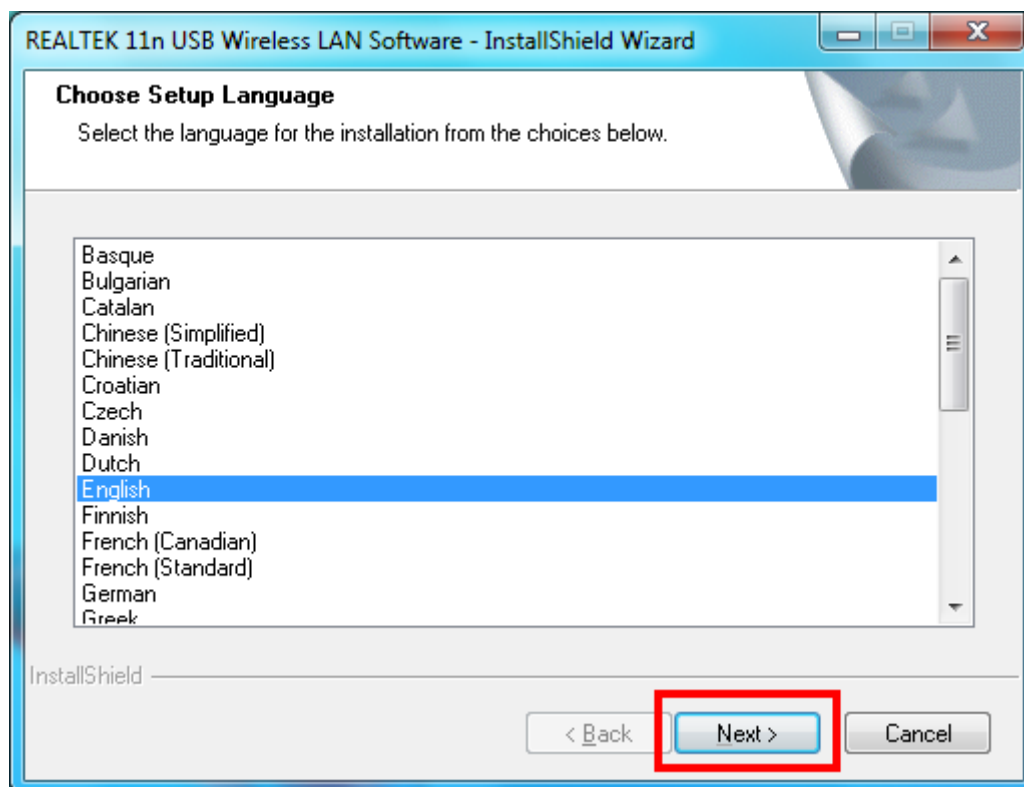 REALTEK 11n USB Wireless LAN Software - InstallShield Wizard
Choose Setup Language
Select the language for the installation from the choices below.
Basque
Bulgarian
Catalan
Chinese (Simplified)
Chinese (Traditional)
Croatian
Czech
Danish
Dutch
English
Finnish
French (Canadian)
French (Standard)
German
Greek
InstallShield
< Back Next > Cancel